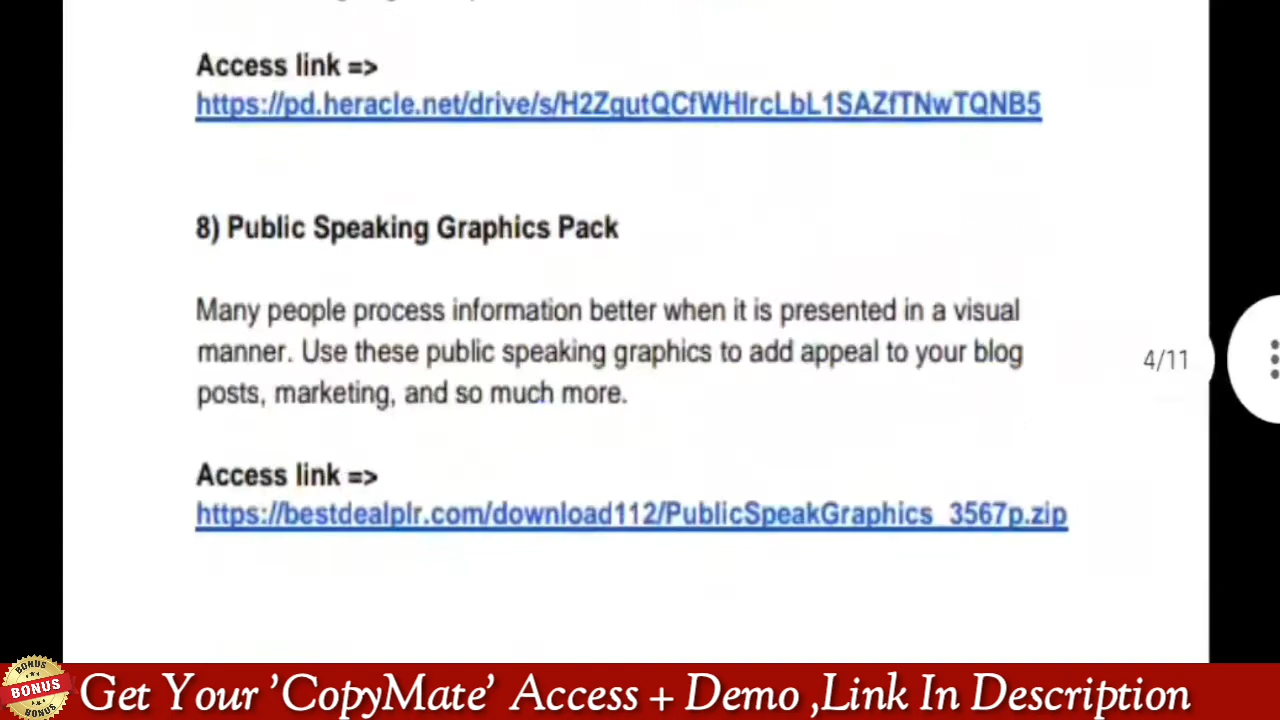 Access link =>
https://pd.heracle.net/drive/s/H2ZqutQCfWHIrcLbL1SAZfTNwTQNB5
8) Public Speaking Graphics Pack
Many people process information better when it is presented in a visual
manner. Use these public speaking graphics to add appeal to your blog
4/11
posts, marketing, and so much more.
Access link =>
https://bestdealplr.com/download112/PublicSpeakGraphics_3567p.zip
BONUS
BONUS
BONUS
Get Your 'CopyMate' Access + Demo ,Link In Description